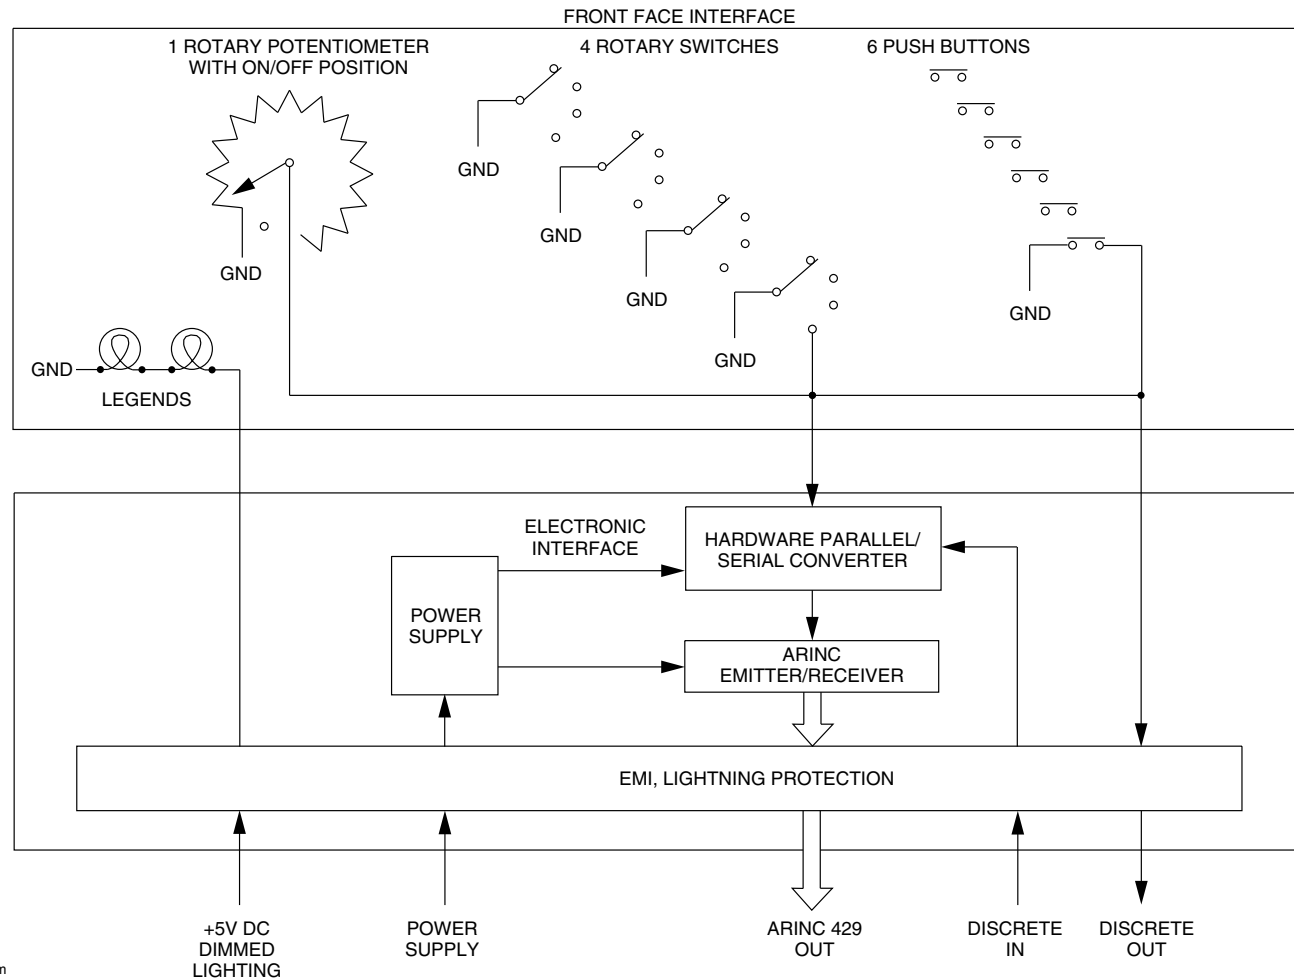 FRONT FACE INTERFACE
1 ROTARY POTENTIOMETER
WITH ON/OFF POSITION
4 ROTARY SWITCHES
6 PUSH BUTTONS
GND
GND
GND
GND
GND
GND
GND
LEGENDS
ELECTRONIC
INTERFACE
HARDWARE PARALLEL/
SERIAL CONVERTER
POWER
SUPPLY
ARINC
EMITTER/RECEIVER
EMI, LIGHTNING PROTECTION
+5V DC
DIMMED
LIGHTING
POWER
SUPPLY
ARINC 429
OUT
DISCRETE
IN
DISCRETE
OUT